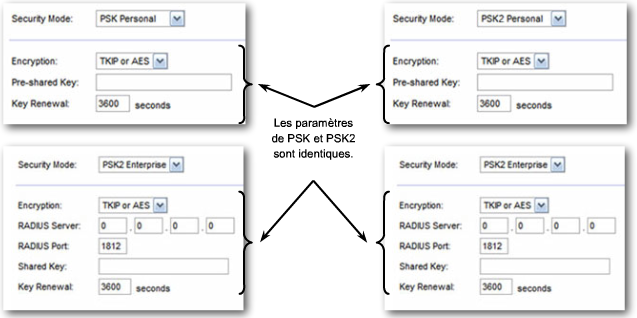 Security Mode: PSK Personal
Encryption: TKIP or AES
Pre-shared Key:
Key Renewal: 3600 seconds
Security Mode: PSK2 Personal
Encryption: TKIP or AES
Pre-shared Key:
Key Renewal: 3600 seconds
Les paramètres
de PSK et PSK2
sont identiques.
Security Mode: PSK2 Enterprise
Encryption: TKIP or AES
RADIUS Server: 0 . 0 . 0 . 0
RADIUS Port: 1812
Shared Key:
Key Renewal: 3600 seconds
Security Mode: PSK2 Enterprise
Encryption: TKIP or AES
RADIUS Server: 0 . 0 . 0 . 0
RADIUS Port: 1812
Shared Key:
Key Renewal: 3600 seconds